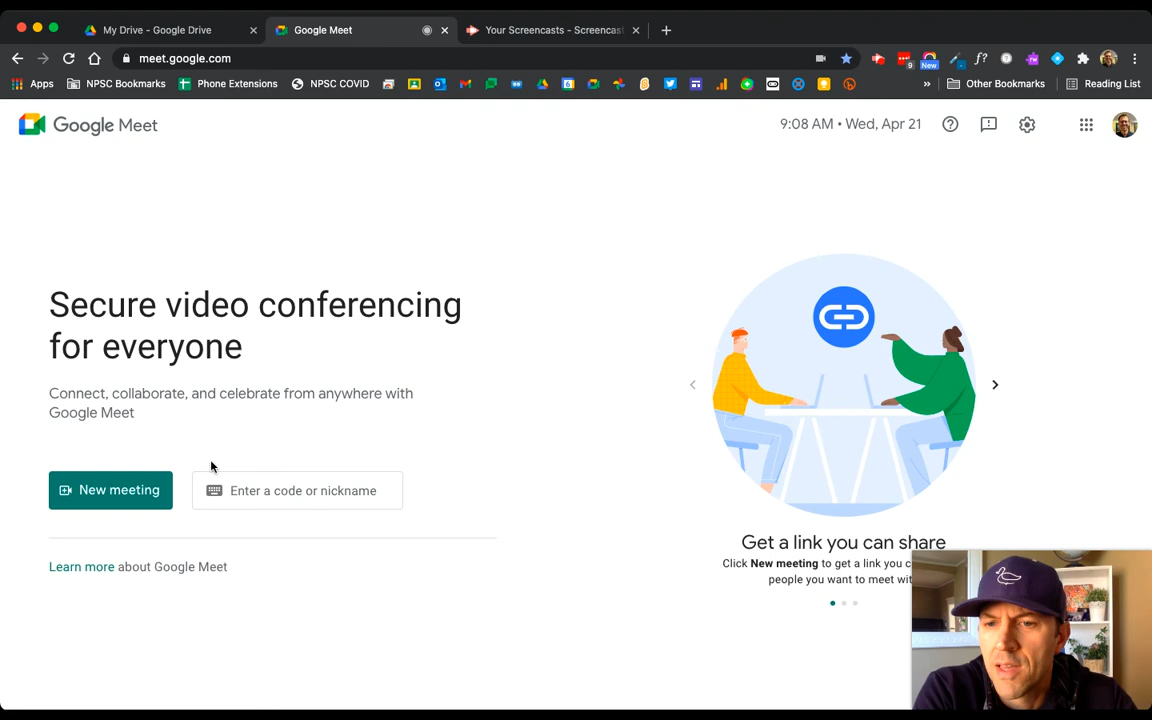 My Drive - Google Drive
Google Meet
Your Screencasts - Screencast
meet.google.com
9
New
f?
rw
Apps
NPSC BOOKMARKS
Phone Extensions
NPSC COVID
Other Bookmarks
Reading List
Google Meet
9:08 AM • Wed, Apr 21
Secure video conferencing
for everyone
Connect, collaborate, and celebrate from anywhere with
Google Meet
New meeting
Enter a code or nickname
Learn more about Google Meet
Get a link you can share
Click New meeting to get a link you c
people you want to meet wit